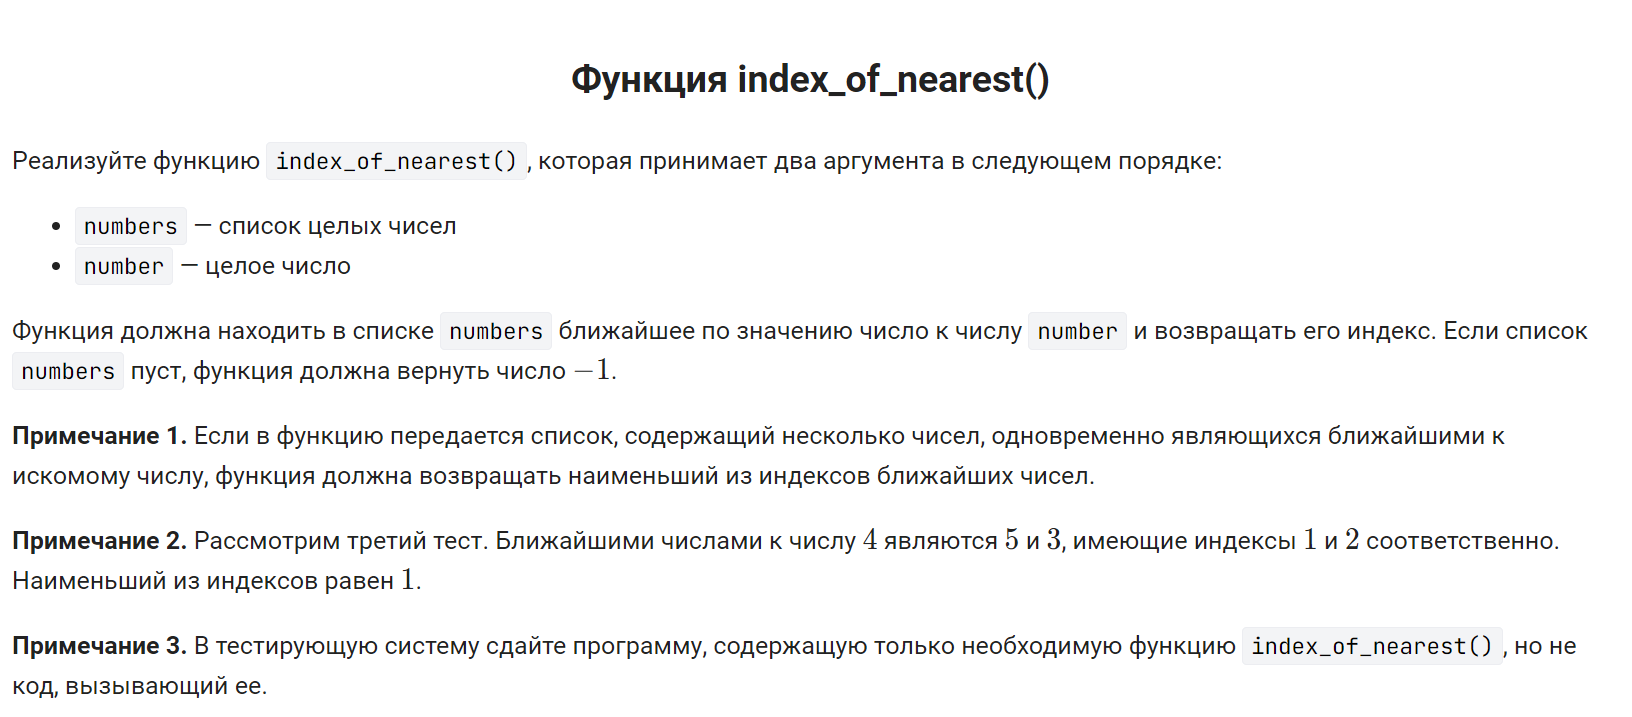 Функция index_of_nearest()
Реализуйте функцию index_of_nearest(), которая принимает два аргумента в следующем порядке:
• numbers — список целых чисел
• number — целое число
Функция должна находить в списке numbers ближайшее по значению число к числу number и возвращать его индекс. Если список
numbers пуст, функция должна вернуть число −1.
Примечание 1. Если в функцию передается список, содержащий несколько чисел, одновременно являющихся ближайшими к
искомому числу, функция должна возвращать наименьший из индексов ближайших чисел.
Примечание 2. Рассмотрим третий тест. Ближайшими числами к числу 4 являются 5 и 3, имеющие индексы 1 и 2 соответственно.
Наименьший из индексов равен 1.
Примечание 3. В тестирующую систему сдайте программу, содержащую только необходимую функцию index_of_nearest(), но не
код, вызывающий ее.